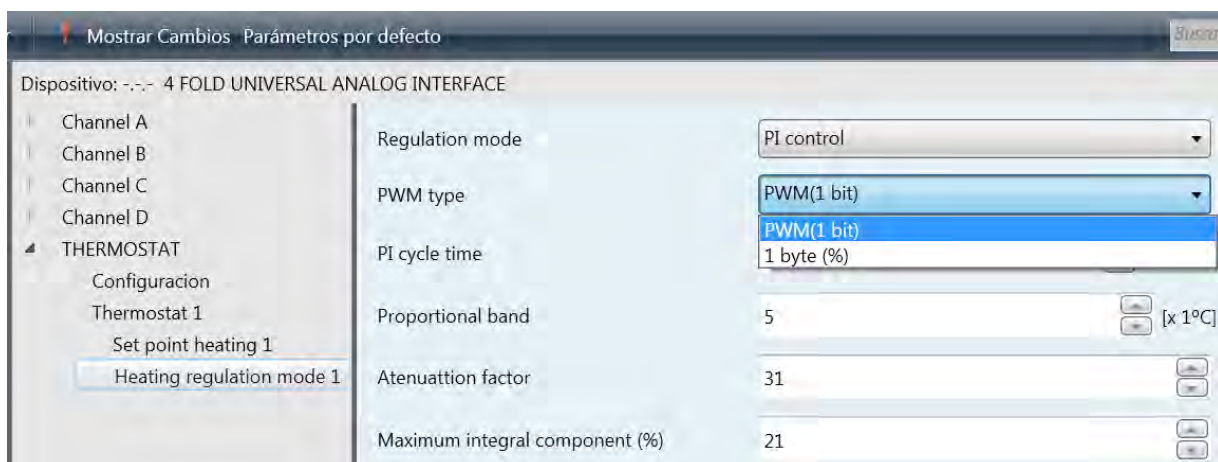 Mostrar Cambios Parámetros por defecto
Dispositivo: -.-.- 4 FOLD UNIVERSAL ANALOG INTERFACE
Channel A
Channel B
Channel C
Channel D
THERMOSTAT
Configuracion
Thermostat 1
Set point heating 1
Heating regulation mode 1
Regulation mode PI control
PWM type PWM(1 bit)
PWM(1 bit)
1 byte (%)
PI cycle time
Proportional band 5 [x 1ºC]
Atenuattion factor 31
Maximum integral component (%) 21